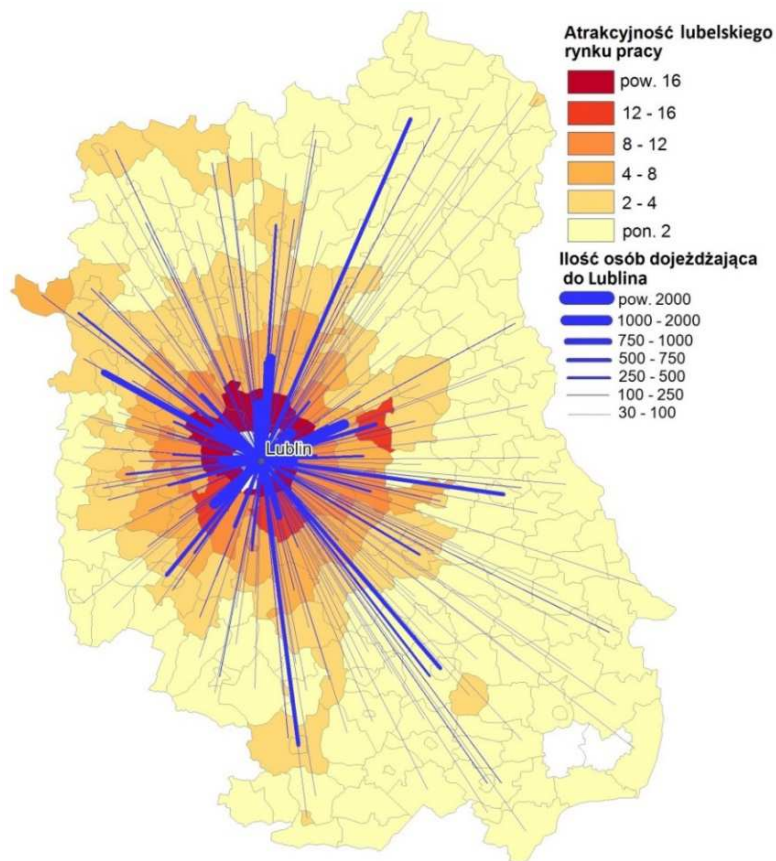 Atrakcyjność lubelskiego
rynku pracy
pow. 16
12 - 16
8 - 12
4 - 8
2 - 4
pon. 2
Ilość osób dojeżdżająca
do Lublina
pow. 2000
1000 - 2000
750 - 1000
500 - 750
250 - 500
100 - 250
30 - 100
Lublin